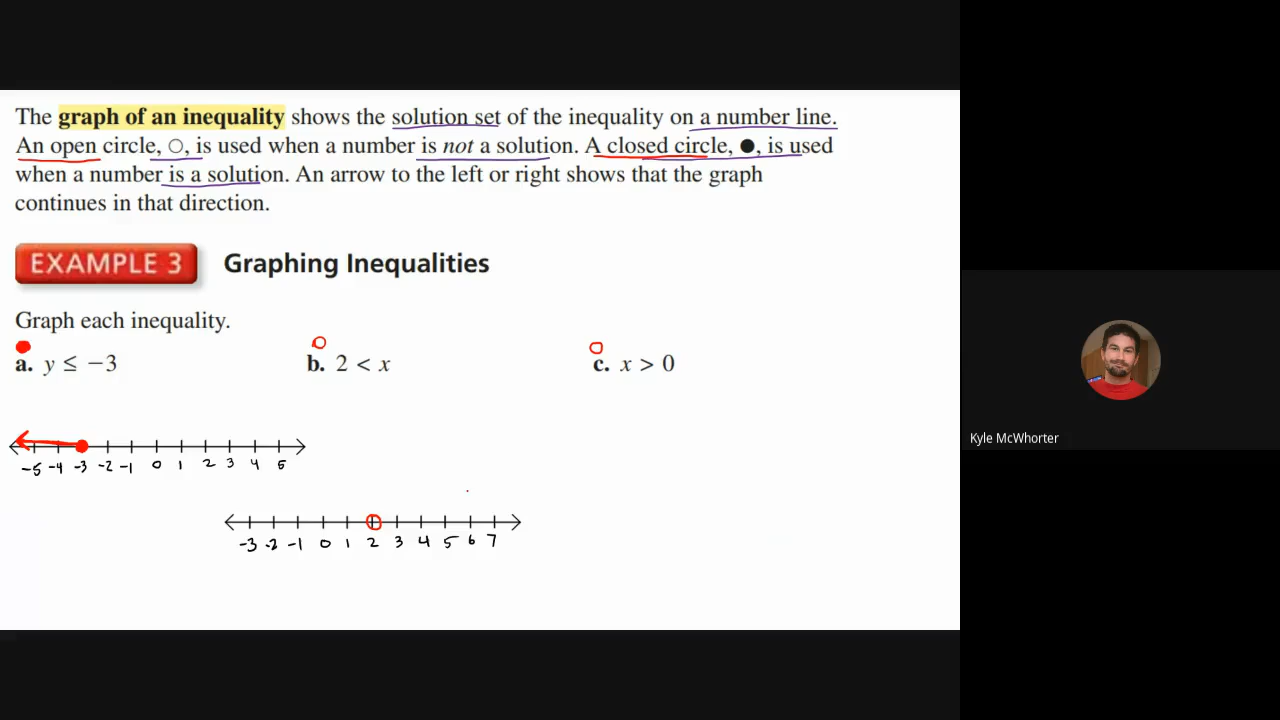 The graph of an inequality shows the solution set of the inequality on a number line.
An open circle, ○, is used when a number is not a solution. A closed circle, ●, is used
when a number is a solution. An arrow to the left or right shows that the graph
continues in that direction.
EXAMPLE 3 Graphing Inequalities
Graph each inequality.
a. y ≤ −3 b. 2 < x c. x > 0
-5 -4 -3 -2 -1 0 1 2 3 4 5
-3 -2 -1 0 1 2 3 4 5 6 7
Kyle McWhorter